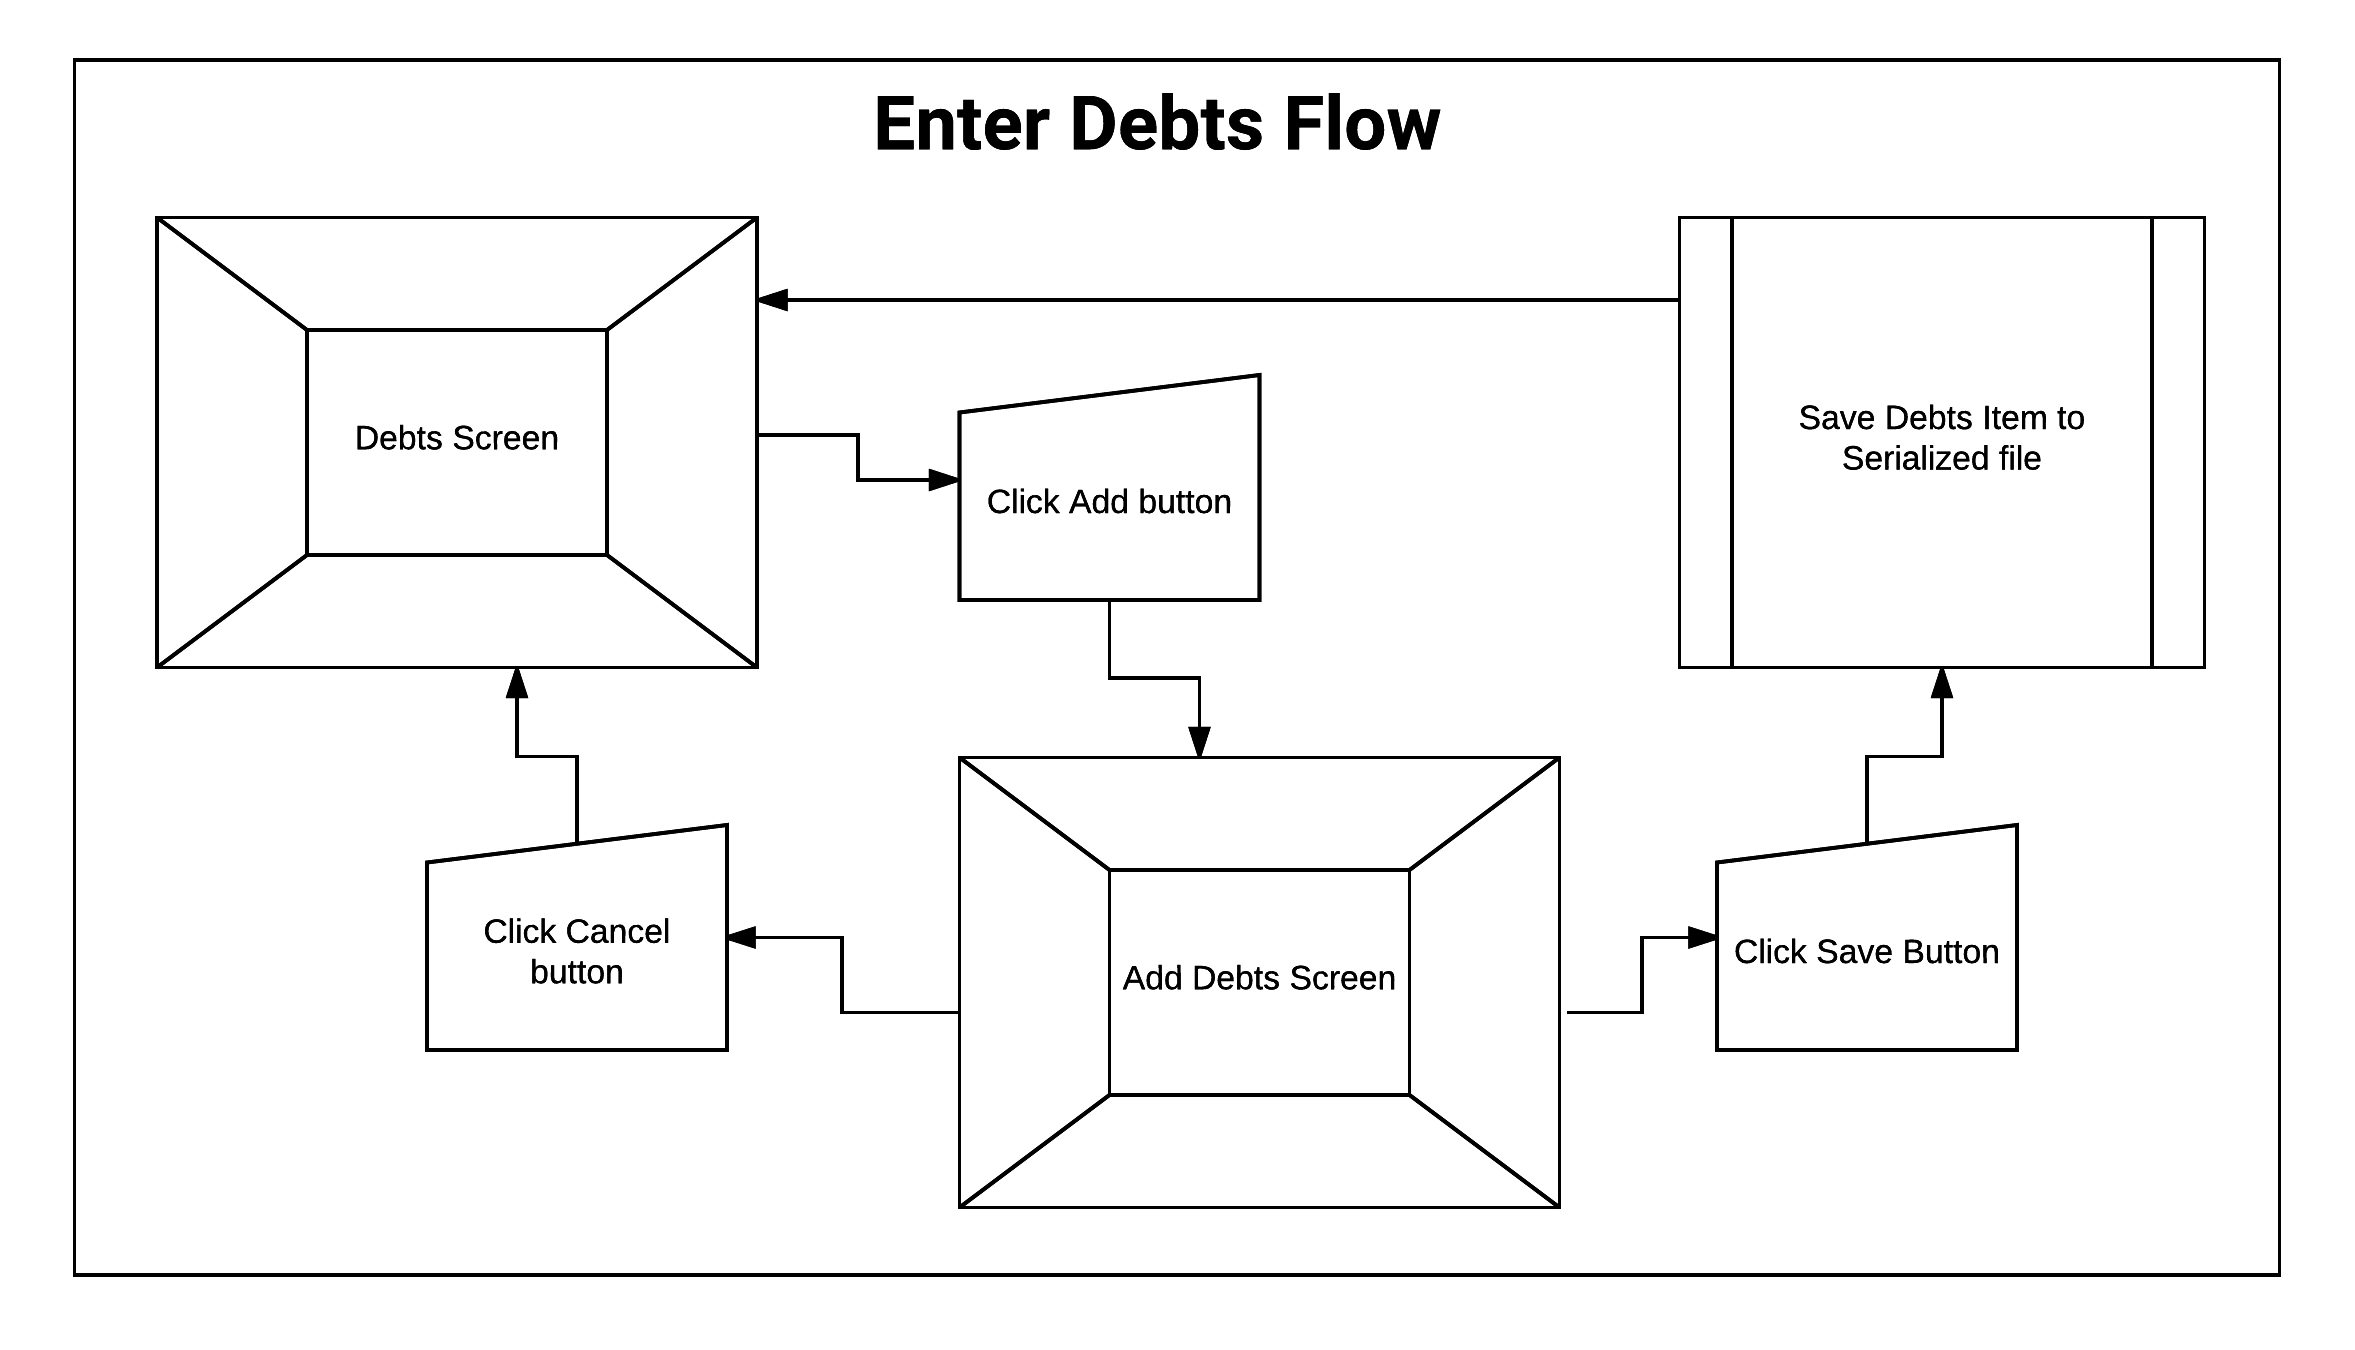 Enter Debts Flow
Debts Screen
Click Add button
Save Debts Item to
Serialized file
Click Cancel
button
Add Debts Screen
Click Save Button